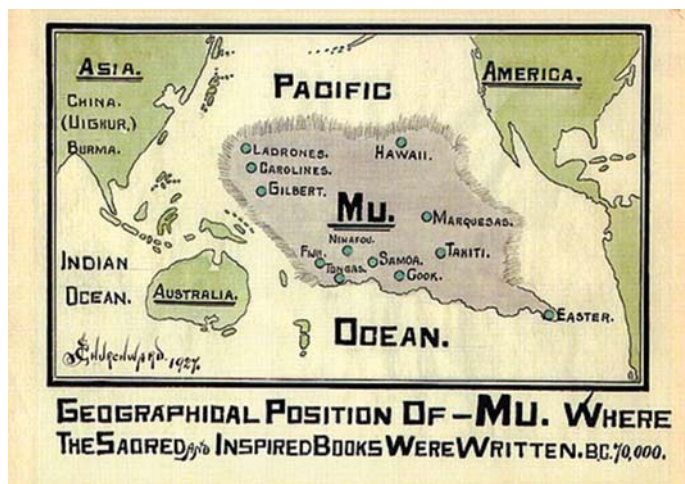 ASIA.
CHINA.
(UIGHUR,)
BURMA.
PACIFIC
AMERICA.
LADRONES.
CAROLINES.
GILBERT.
HAWAII.
MU.
MARQUESAS.
NINAFOU.
FIJI.
TONGAS.
SAMOA.
TAHITI.
COOK.
INDIAN
OCEAN.
AUSTRALIA.
EASTER.
OCEAN.
J Churchward. 1927.
GEOGRAPHICAL POSITION OF – MU. WHERE
THE SACRED and INSPIRED BOOKS WERE WRITTEN. B.C. 70,000.